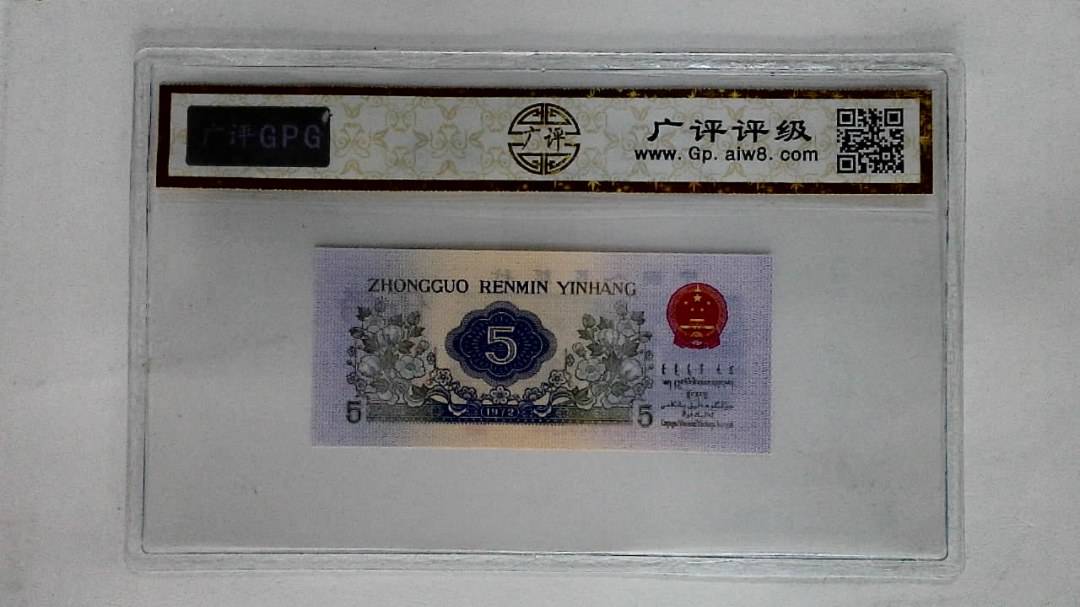 广评GPG
广评
广评评级
www. Gp. aiw8. com
ZHONGGUO RENMIN YINHANG
5
5
(1972)
5